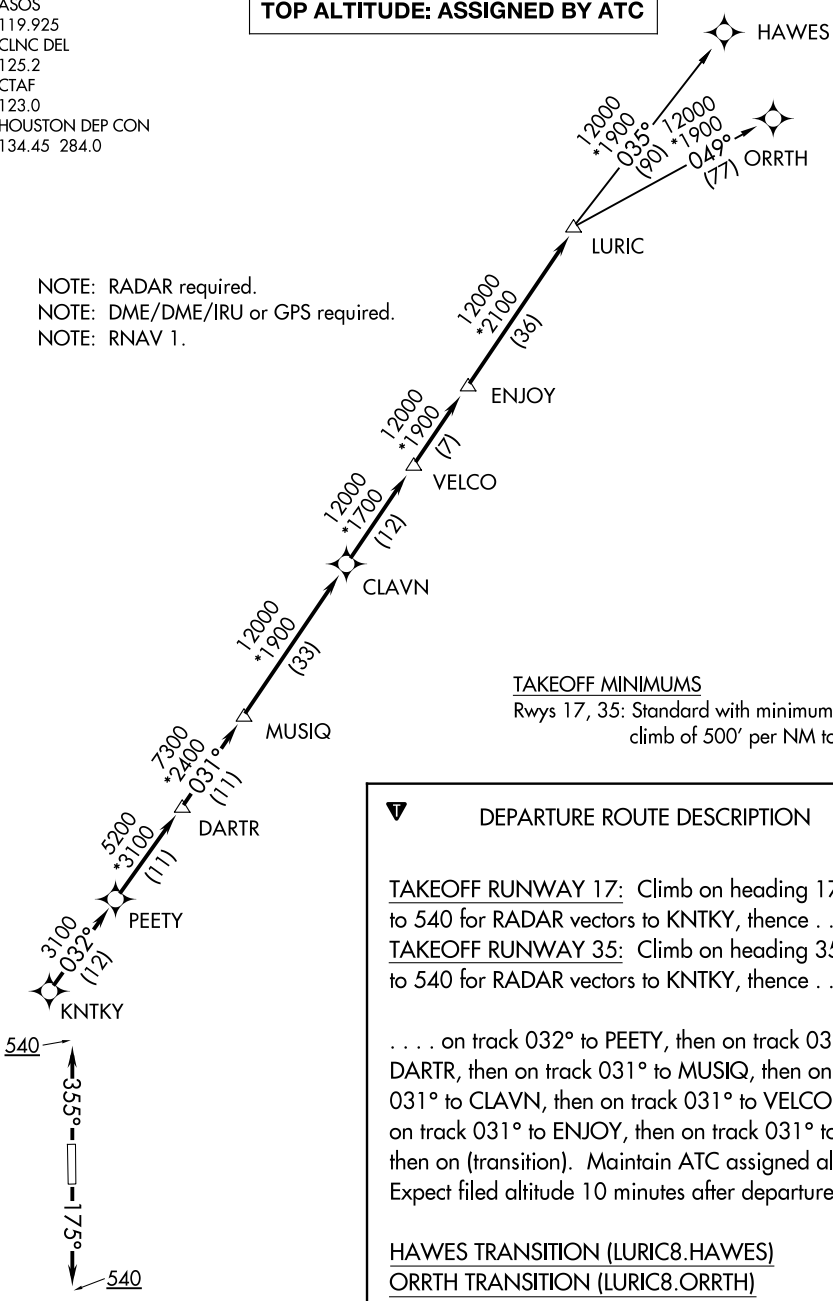 ASOS
119.925
CLNC DEL
125.2
CTAF
123.0
HOUSTON DEP CON
134.45 284.0
TOP ALTITUDE: ASSIGNED BY ATC
HAWES
12000
*1900
035°
(90)
12000
*1900
049°
(77)
ORRTH
LURIC
NOTE: RADAR required.
NOTE: DME/DME/IRU or GPS required.
NOTE: RNAV 1.
12000
*2100
(36)
ENJOY
12000
*1900
(7)
VELCO
12000
*1700
(12)
CLAVN
12000
*1900
(33)
MUSIQ
TAKEOFF MINIMUMS
Rwys 17, 35: Standard with minimum
climb of 500' per NM to
7300
*2400
031°
(11)
DARTR
5200
*3100
(11)
PEETY
3100
032°
(12)
KNTKY
540
355°
175°
540
T
DEPARTURE ROUTE DESCRIPTION
TAKEOFF RUNWAY 17: Climb on heading 17
to 540 for RADAR vectors to KNTKY, thence . .
TAKEOFF RUNWAY 35: Climb on heading 35
to 540 for RADAR vectors to KNTKY, thence . .
. . . . on track 032° to PEETY, then on track 03
DARTR, then on track 031° to MUSIQ, then on
031° to CLAVN, then on track 031° to VELCO
on track 031° to ENJOY, then on track 031° to
then on (transition). Maintain ATC assigned al
Expect filed altitude 10 minutes after departure
HAWES TRANSITION (LURIC8.HAWES)
ORRTH TRANSITION (LURIC8.ORRTH)